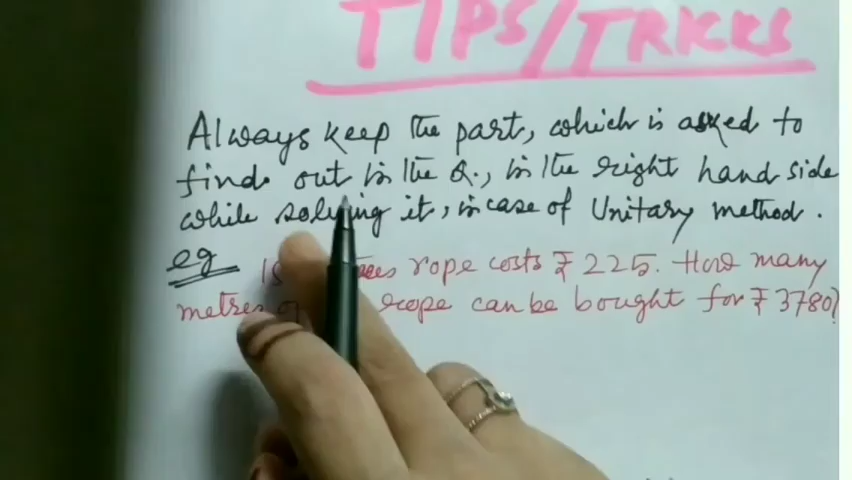 TIPS/TRICKS
Always keep the part, which is asked to
find out in the Q., in the right hand side
while solving it, in case of Unitary method.
eg rope costs ₹ 225. How many
metres rope can be bought for ₹ 3780?